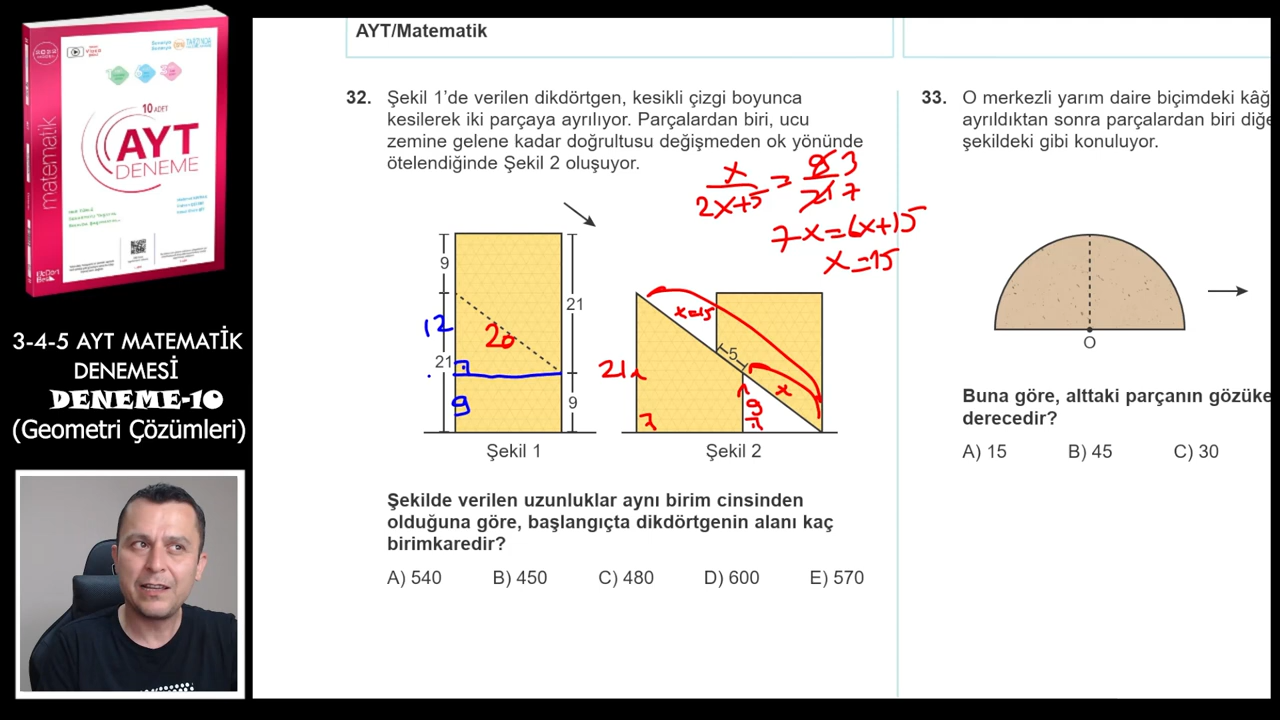 matematik
10 ADET
AYT
DENEME
3-4-5 AYT MATEMATİK
DENEMESİ
DENEME-10
(Geometri Çözümleri)
AYT/Matematik
32. Şekil 1'de verilen dikdörtgen, kesikli çizgi boyunca
kesilerek iki parçaya ayrılıyor. Parçalardan biri, ucu
zemine gelene kadar doğrultusu değişmeden ok yönünde
ötelendiğinde Şekil 2 oluşuyor.
x/2x+5 = 3/7
7x=6x+15
x=15
9
21
12
20
21
9
9
Şekil 1
x=15
5
x
21
9
Şekil 2
Şekilde verilen uzunluklar aynı birim cinsinden
olduğuna göre, başlangıçta dikdörtgenin alanı kaç
birimkaredir?
A) 540 B) 450 C) 480 D) 600 E) 570
33. O merkezli yarım daire biçimdeki kâğ
ayrıldıktan sonra parçalardan biri diğe
şekildeki gibi konuluyor.
O
Buna göre, alttaki parçanın gözüke
derecedir?
A) 15 B) 45 C) 30